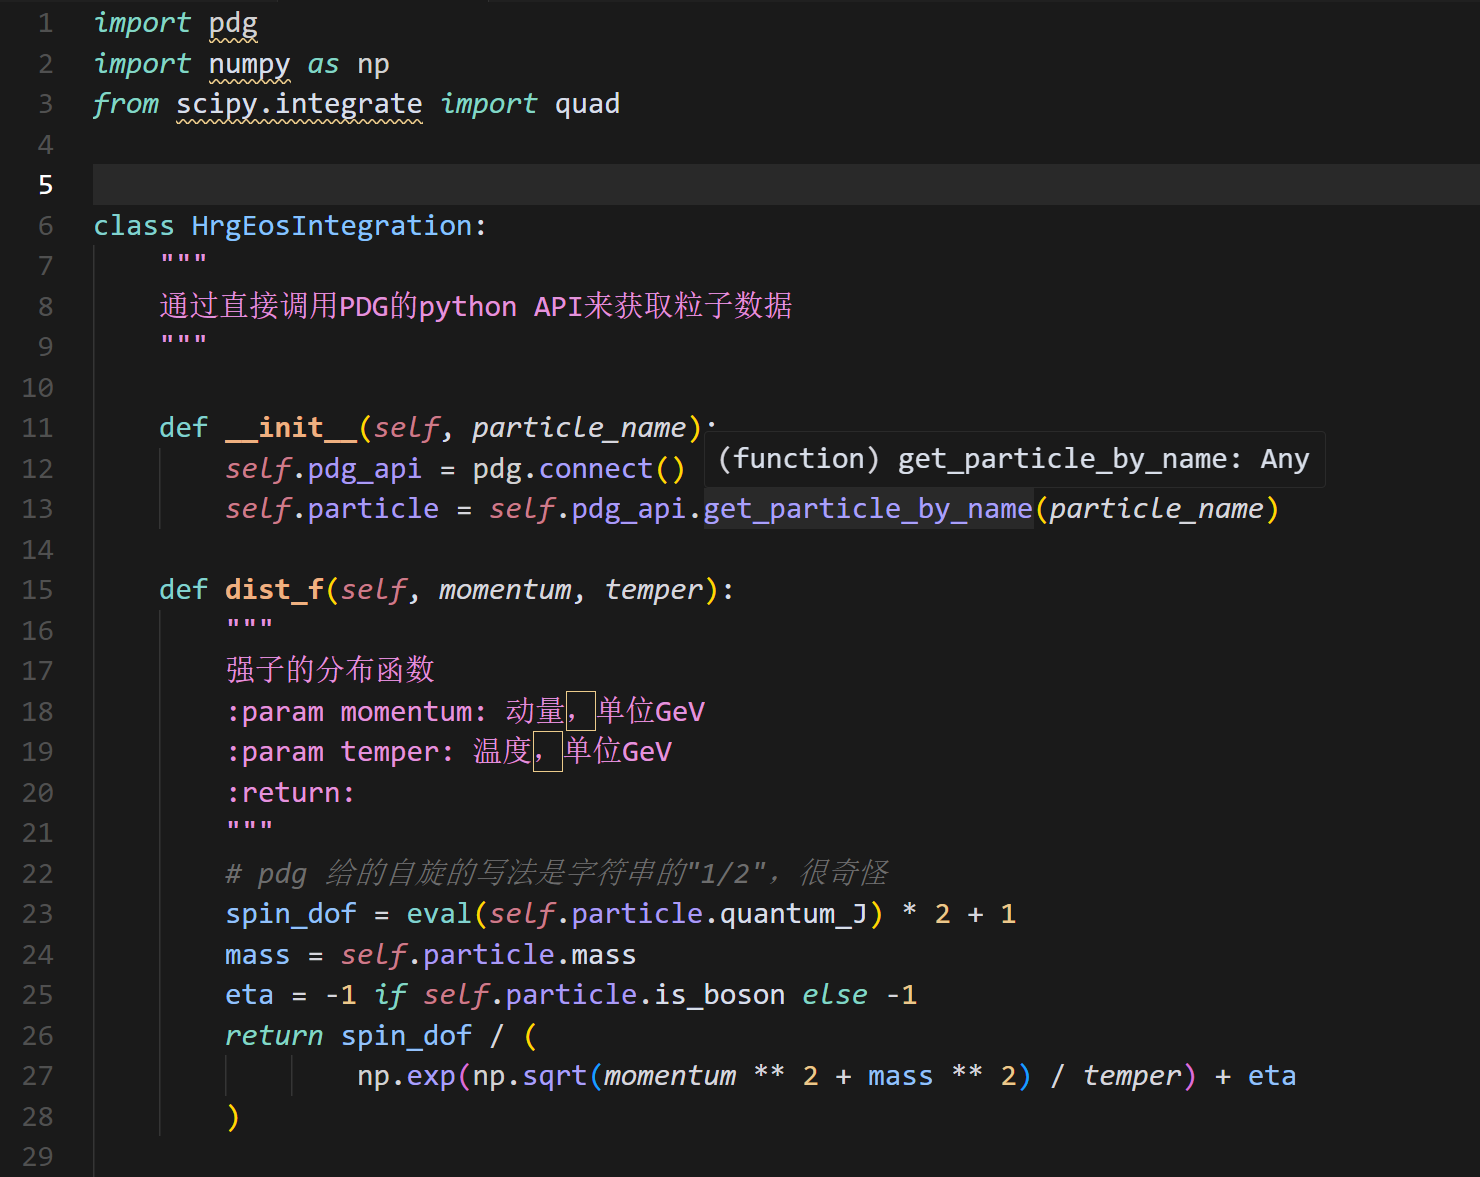 1 import pdg
2 import numpy as np
3 from scipy.integrate import quad
4
5
6 class HrgEosIntegration:
7     """
8     通过直接调用PDG的python API来获取粒子数据
9     """
10
11     def __init__(self, particle_name):
(function) get_particle_by_name: Any
12         self.pdg_api = pdg.connect()
13         self.particle = self.pdg_api.get_particle_by_name(particle_name)
14
15     def dist_f(self, momentum, temper):
16         """
17         强子的分布函数
18         :param momentum: 动量，单位GeV
19         :param temper: 温度，单位GeV
20         :return:
21         """
22         # pdg 给的自旋的写法是字符串的"1/2"，很奇怪
23         spin_dof = eval(self.particle.quantum_J) * 2 + 1
24         mass = self.particle.mass
25         eta = -1 if self.particle.is_boson else -1
26         return spin_dof / (
27                 np.exp(np.sqrt(momentum ** 2 + mass ** 2) / temper) + eta
28         )
29